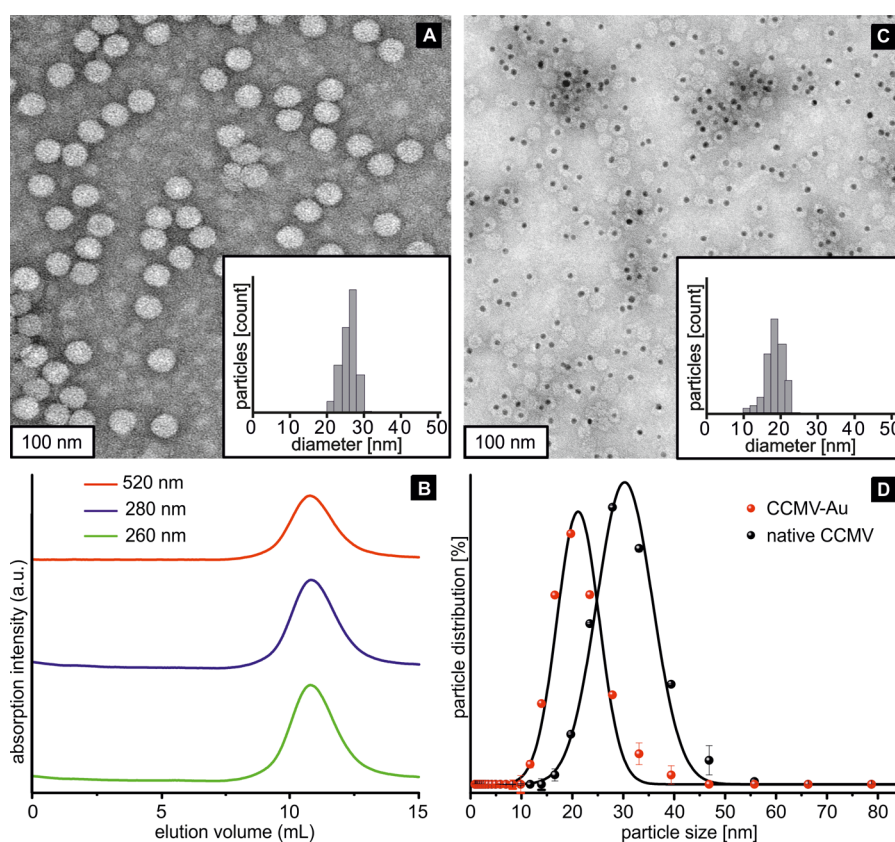 A
100 nm
particles [count]
0 10 20 30 40 50
diameter [nm]
C
100 nm
particles [count]
0 10 20 30 40 50
diameter [nm]
B
520 nm
280 nm
260 nm
absorption intensity (a.u.)
0 5 10 15
elution volume (mL)
D
CCMV-Au
native CCMV
particle distribution [%]
0 10 20 30 40 50 60 70 80
particle size [nm]